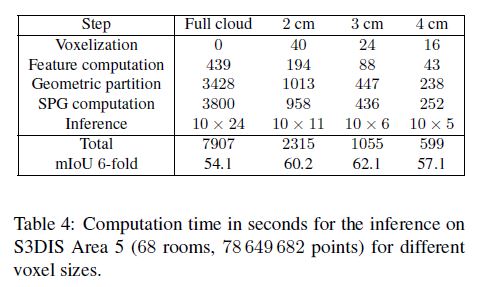 Step Full cloud 2 cm 3 cm 4 cm
Voxelization 0 40 24 16
Feature computation 439 194 88 43
Geometric partition 3428 1013 447 238
SPG computation 3800 958 436 252
Inference 10 × 24 10 × 11 10 × 6 10 × 5
Total 7907 2315 1055 599
mIoU 6-fold 54.1 60.2 62.1 57.1
Table 4: Computation time in seconds for the inference on
S3DIS Area 5 (68 rooms, 78 649 682 points) for different
voxel sizes.